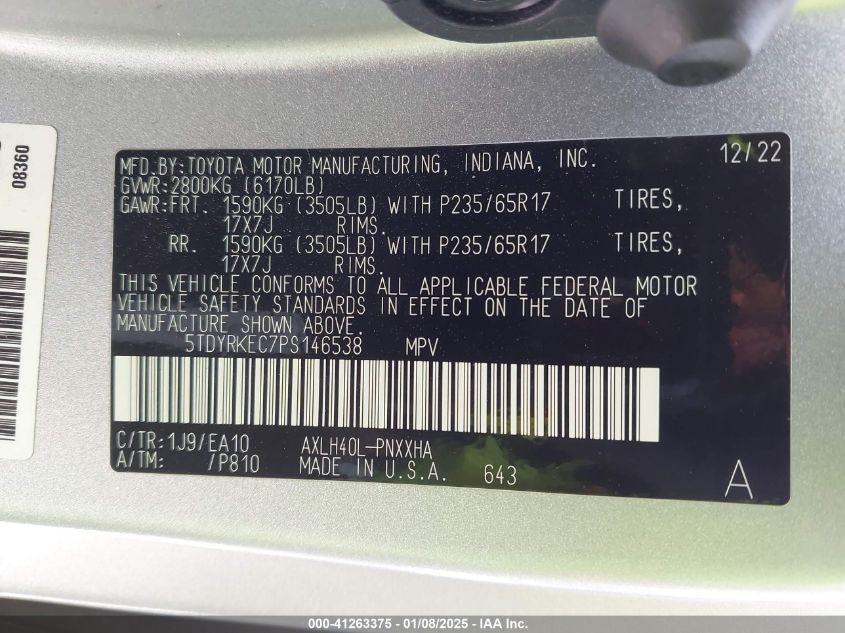 08360
MFD.BY:TOYOTA MOTOR MANUFACTURING, INDIANA, INC. 12/22
GVWR:2800KG (6170LB)
GAWR:FRT. 1590KG (3505LB) WITH P235/65R17 TIRES,
17X7J RIMS.
RR. 1590KG (3505LB) WITH P235/65R17 TIRES,
17X7J RIMS.
THIS VEHICLE CONFORMS TO ALL APPLICABLE FEDERAL MOTOR
VEHICLE SAFETY STANDARDS IN EFFECT ON THE DATE OF
MANUFACTURE SHOWN ABOVE.
5TDYRKEC7PS146538 MPV
C/TR:1J9/EA10 AXLH40L-PNXXHA
A/TM: /P810 MADE IN U.S.A. 643 A
000-41263375 — 01/08/2025 — IAA Inc.